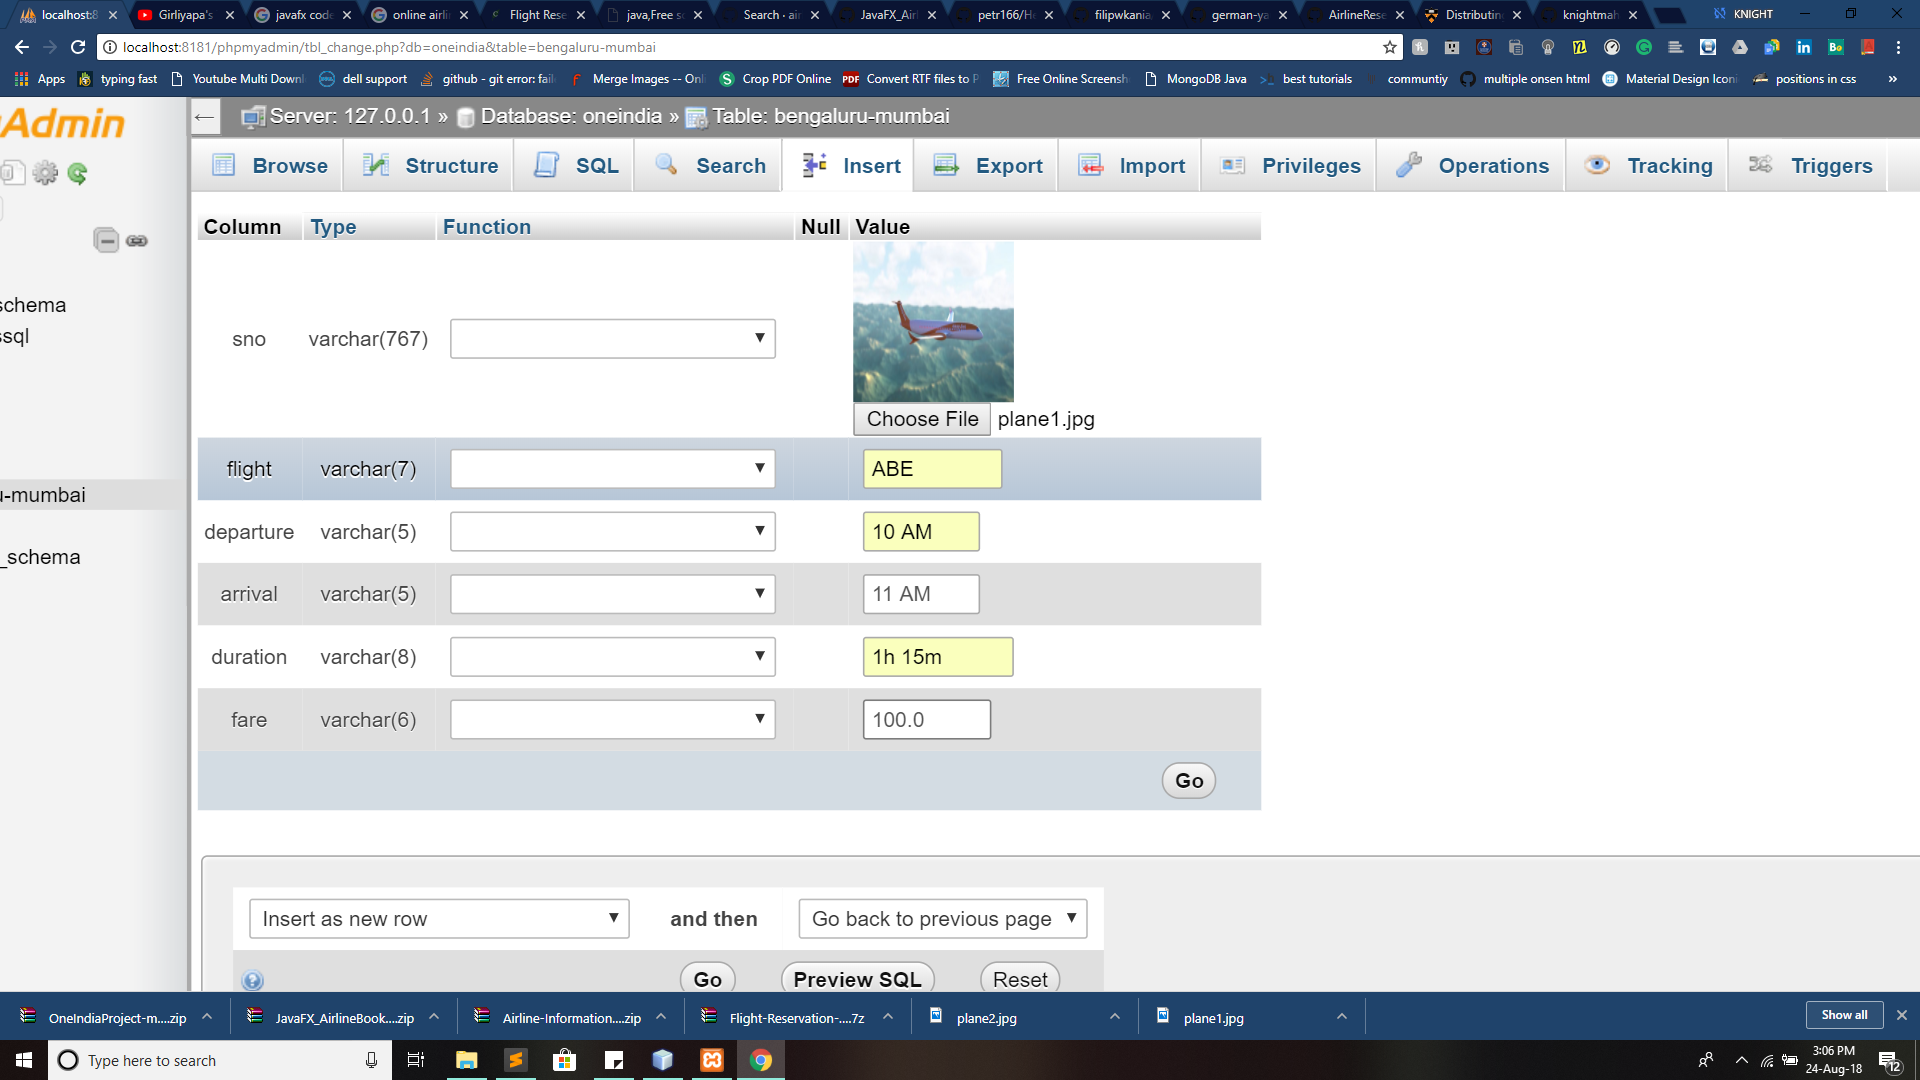 localhost:8
Girliyapa's
javafx code
online airli
Flight Rese
java,Free so
Search · air
JavaFX_Airl
petr166/He
filipwkania,
german-ya
AirlineRese
Distributing
knightmah
KNIGHT
localhost:8181/phpmyadmin/tbl_change.php?db=oneindia&table=bengaluru-mumbai
Apps
typing fast
Youtube Multi Down
dell support
github - git error: fail
Merge Images -- Onl
Crop PDF Online
Convert RTF files to P
Free Online Screensh
MongoDB Java
best tutorials
communtiy
multiple onsen html
Material Design Iconi
positions in css
»
Admin
Server: 127.0.0.1 » Database: oneindia » Table: bengaluru-mumbai
Browse
Structure
SQL
Search
Insert
Export
Import
Privileges
Operations
Tracking
Triggers
schema
ssql
u-mumbai
_schema
Column Type Function Null Value
sno varchar(767)
Choose File plane1.jpg
flight varchar(7) ABE
departure varchar(5) 10 AM
arrival varchar(5) 11 AM
duration varchar(8) 1h 15m
fare varchar(6) 100.0
Go
Insert as new row and then Go back to previous page
Go Preview SQL Reset
OneIndiaProject-m....zip
JavaFX_AirlineBook....zip
Airline-Information....zip
Flight-Reservation-....7z
plane2.jpg
plane1.jpg
Show all
Type here to search
3:06 PM
24-Aug-18
12